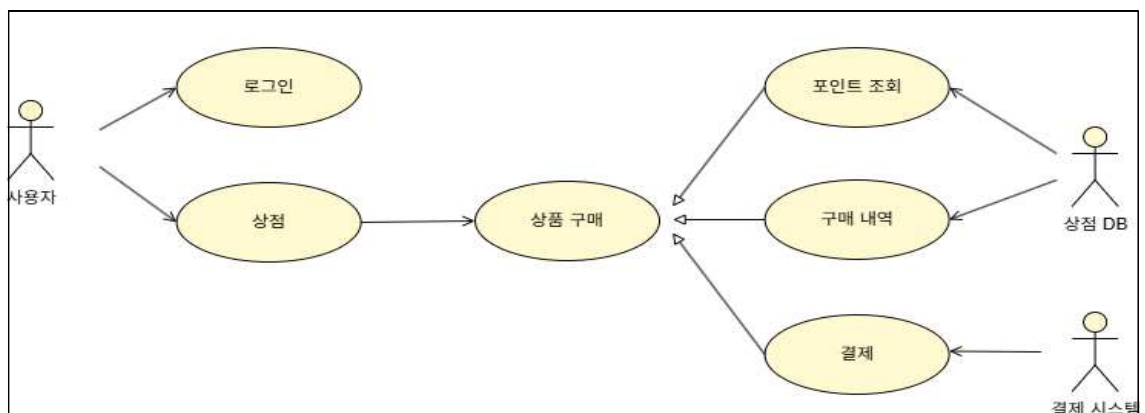 로그인
포인트 조회
사용자
상점
상품 구매
구매 내역
상점 DB
결제
결제 시스템